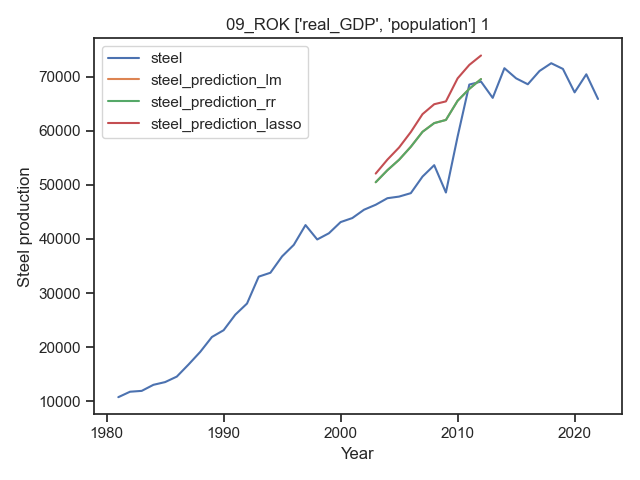 09_ROK ['real_GDP', 'population'] 1
steel
steel_prediction_lm
steel_prediction_rr
steel_prediction_lasso
70000
60000
50000
40000
30000
20000
10000
Steel production
1980
1990
2000
2010
2020
Year